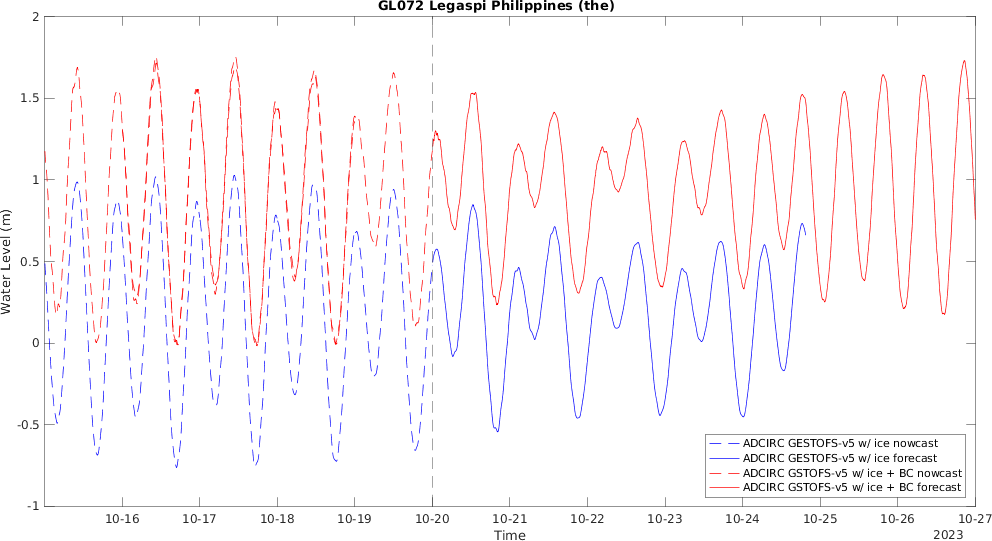 GL072 Legaspi Philippines (the)
2
1.5
1
0.5
0
-0.5
-1
Water Level (m)
10-16
10-17
10-18
10-19
10-20
10-21
10-22
10-23
10-24
10-25
10-26
10-27
Time
2023
ADCIRC GESTOFS-v5 w/ ice nowcast
ADCIRC GESTOFS-v5 w/ ice forecast
ADCIRC GSTOFS-v5 w/ ice + BC nowcast
ADCIRC GSTOFS-v5 w/ ice + BC forecast